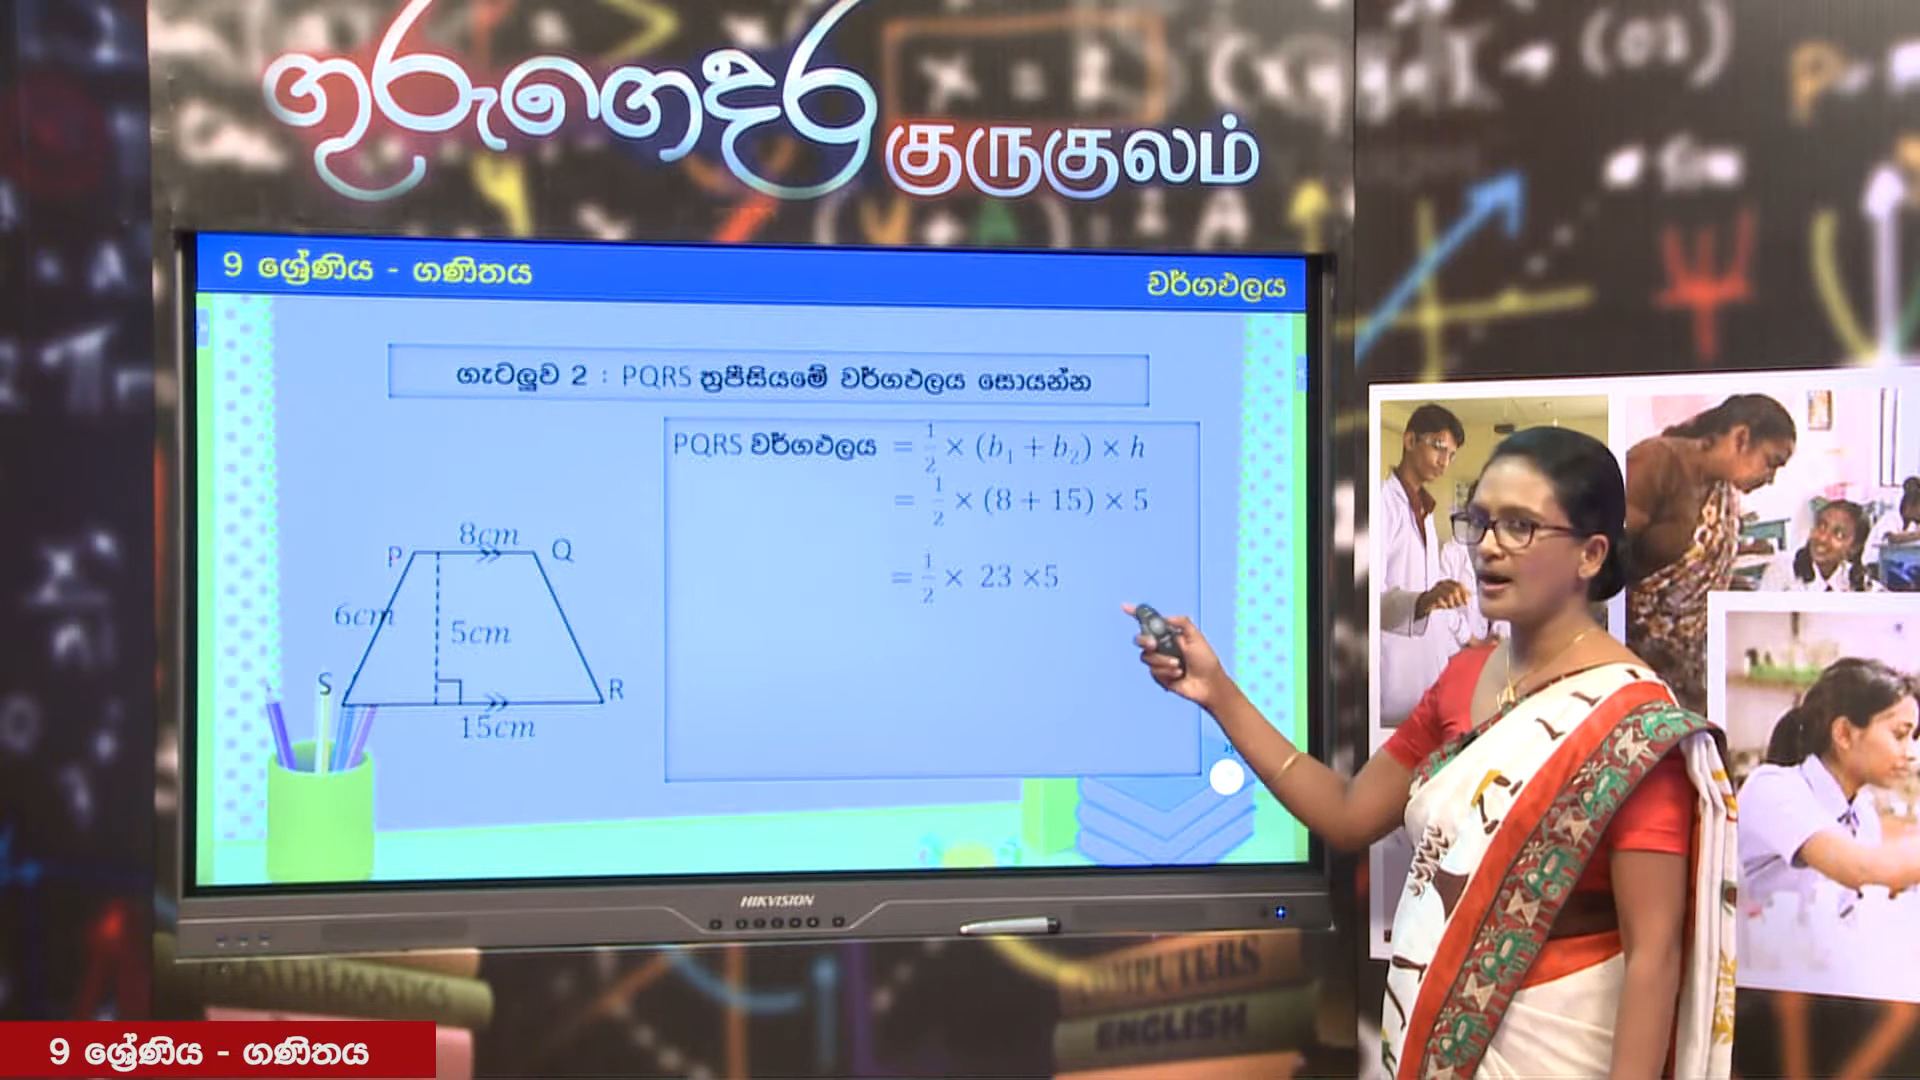 ගුරුගෙදර
குருகுலம்
9 ශ්‍රේණිය - ගණිතය
වර්ගඵලය
ගැටලුව 2 : PQRS ත්‍රපීසියමේ වර්ගඵලය සොයන්න
PQRS වර්ගඵලය = 1/2 × (b₁ + b₂) × h
= 1/2 × (8 + 15) × 5
= 1/2 × 23 ×5
8cm
P
Q
6cm
5cm
S
R
15cm
HIKVISION
MATHEMATICS
COMPUTERS
ENGLISH
9 ශ්‍රේණිය - ගණිතය